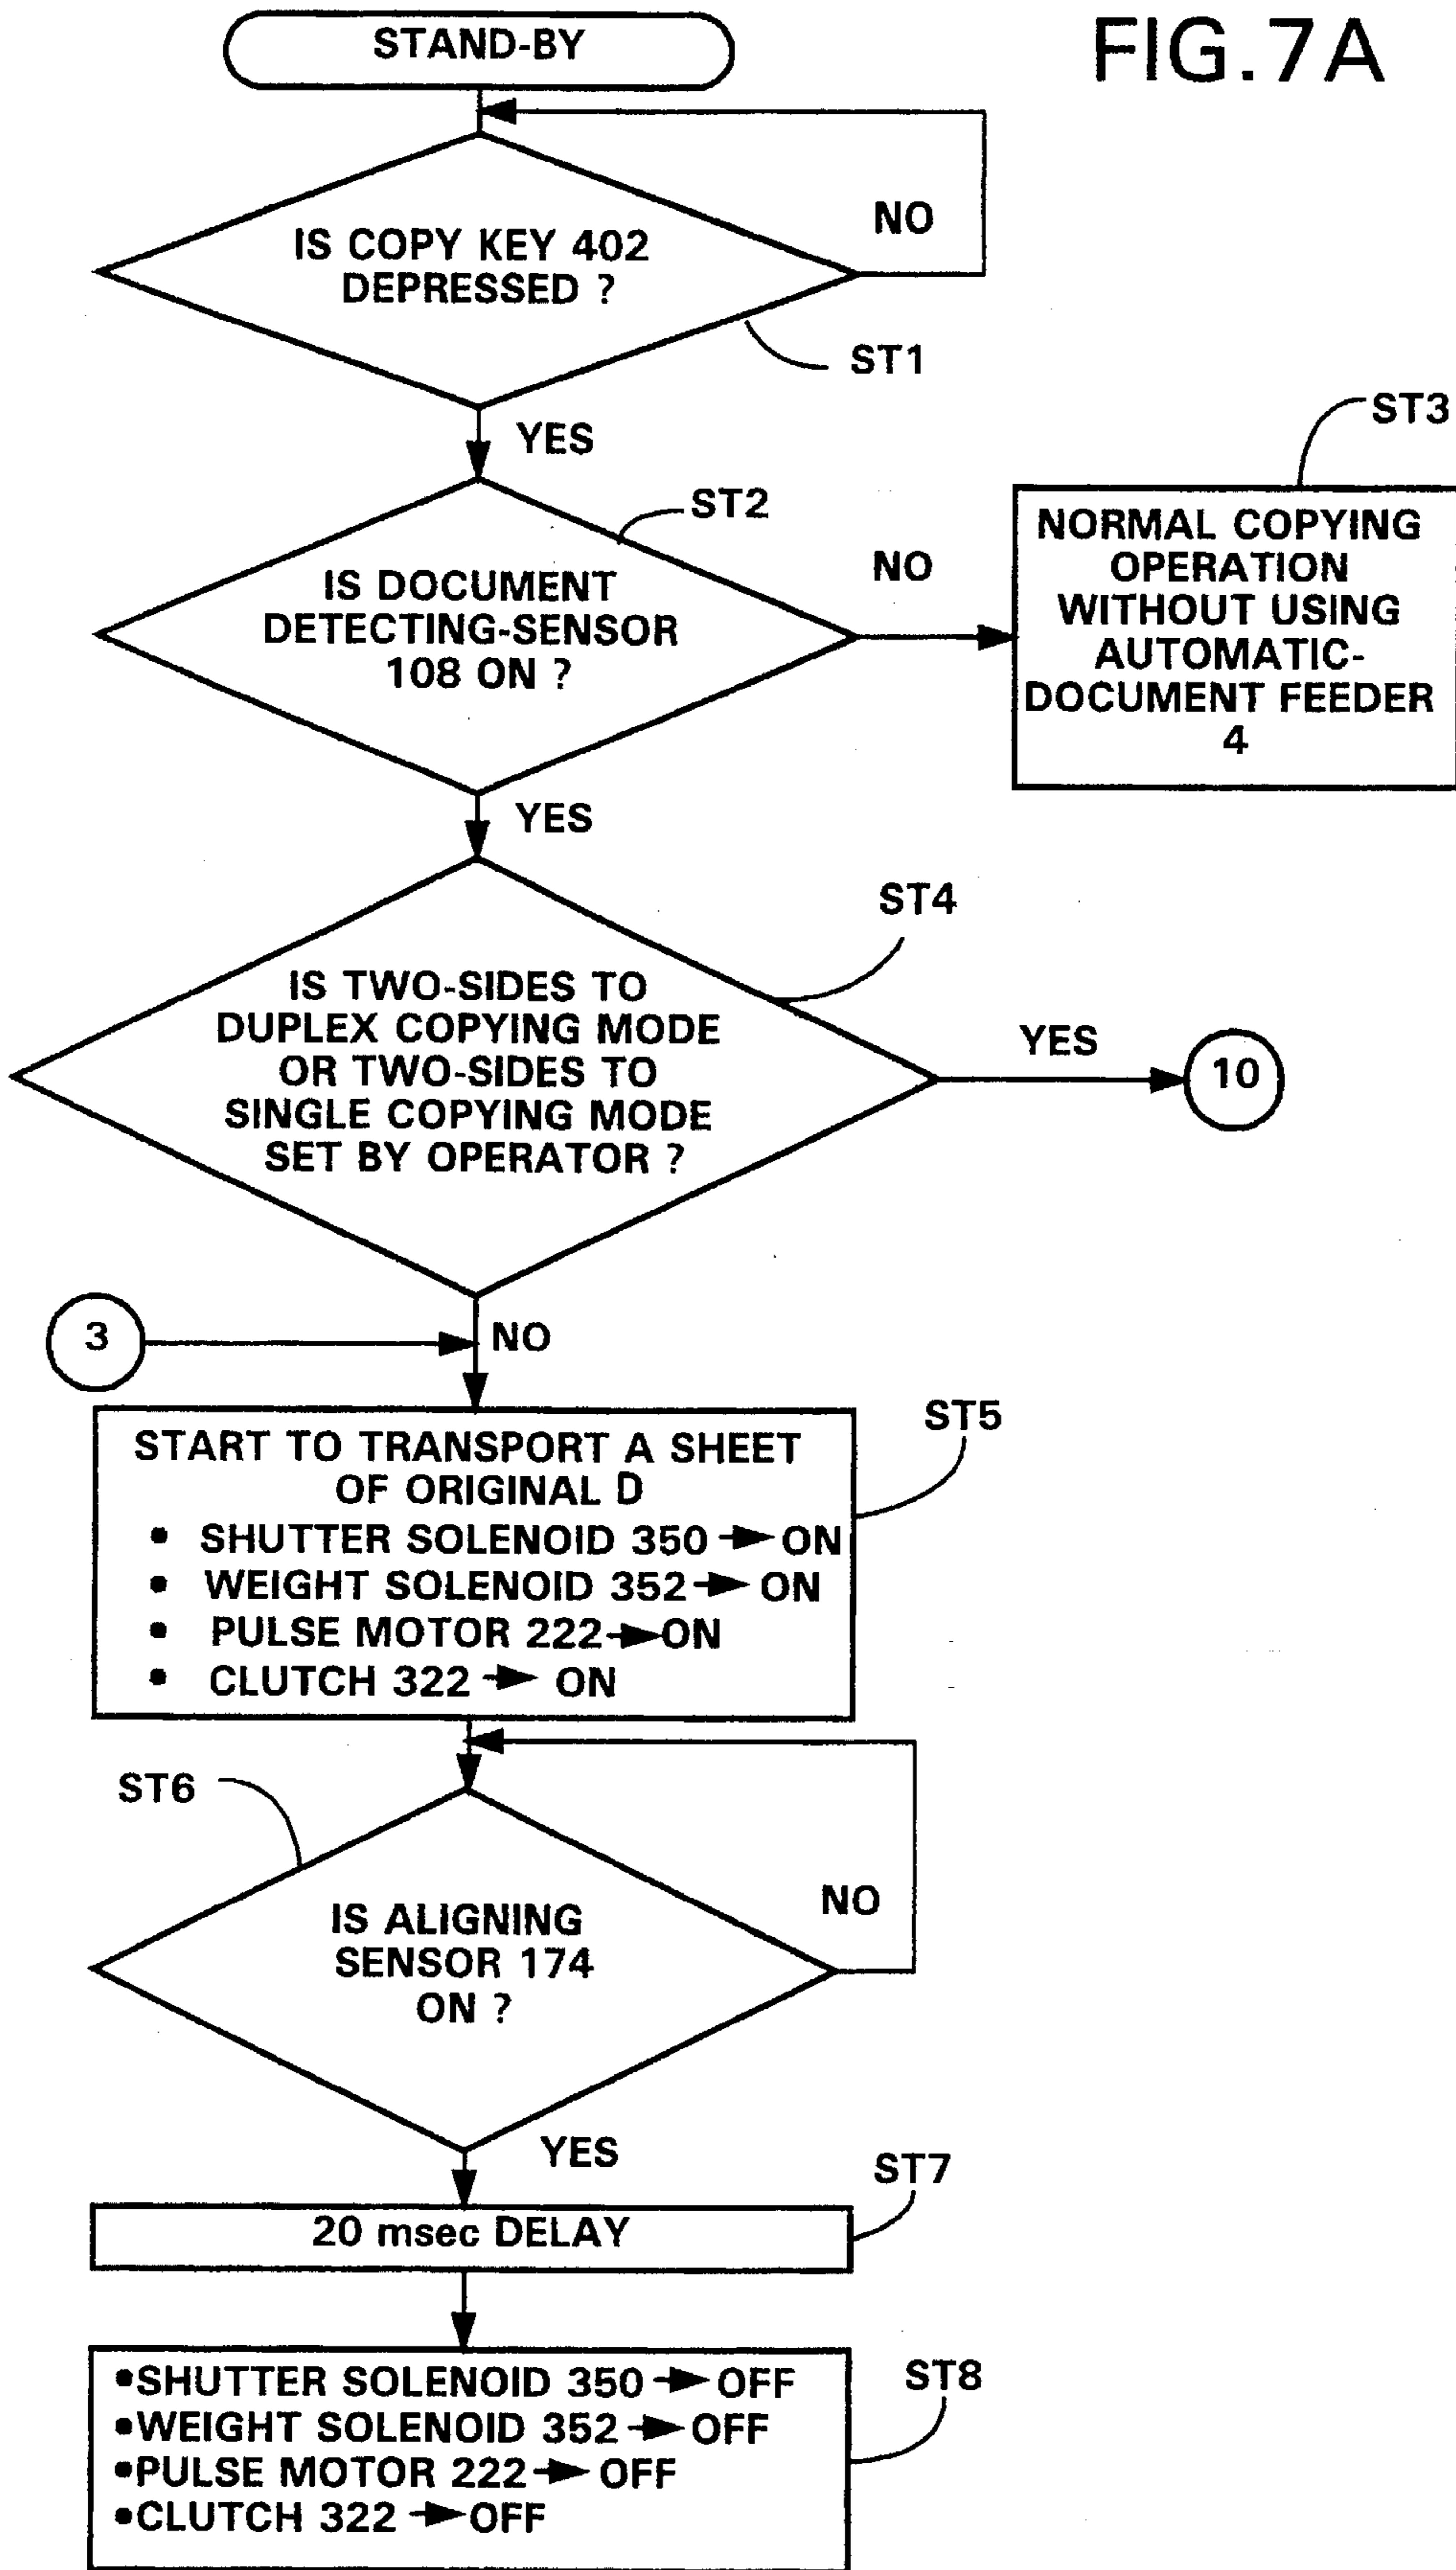 FIG.7A
STAND-BY
NO
IS COPY KEY 402
DEPRESSED ?
ST1
YES
ST3
ST2
NO
NORMAL COPYING
OPERATION
WITHOUT USING
AUTOMATIC-
DOCUMENT FEEDER
4
IS DOCUMENT
DETECTING-SENSOR
108 ON ?
YES
ST4
IS TWO-SIDES TO
DUPLEX COPYING MODE
OR TWO-SIDES TO
SINGLE COPYING MODE
SET BY OPERATOR ?
YES
10
3
NO
ST5
START TO TRANSPORT A SHEET
OF ORIGINAL D
• SHUTTER SOLENOID 350 → ON
• WEIGHT SOLENOID 352 → ON
• PULSE MOTOR 222 → ON
• CLUTCH 322 → ON
ST6
NO
IS ALIGNING
SENSOR 174
ON ?
YES
ST7
20 msec DELAY
ST8
•SHUTTER SOLENOID 350 → OFF
•WEIGHT SOLENOID 352 → OFF
•PULSE MOTOR 222 → OFF
•CLUTCH 322 → OFF